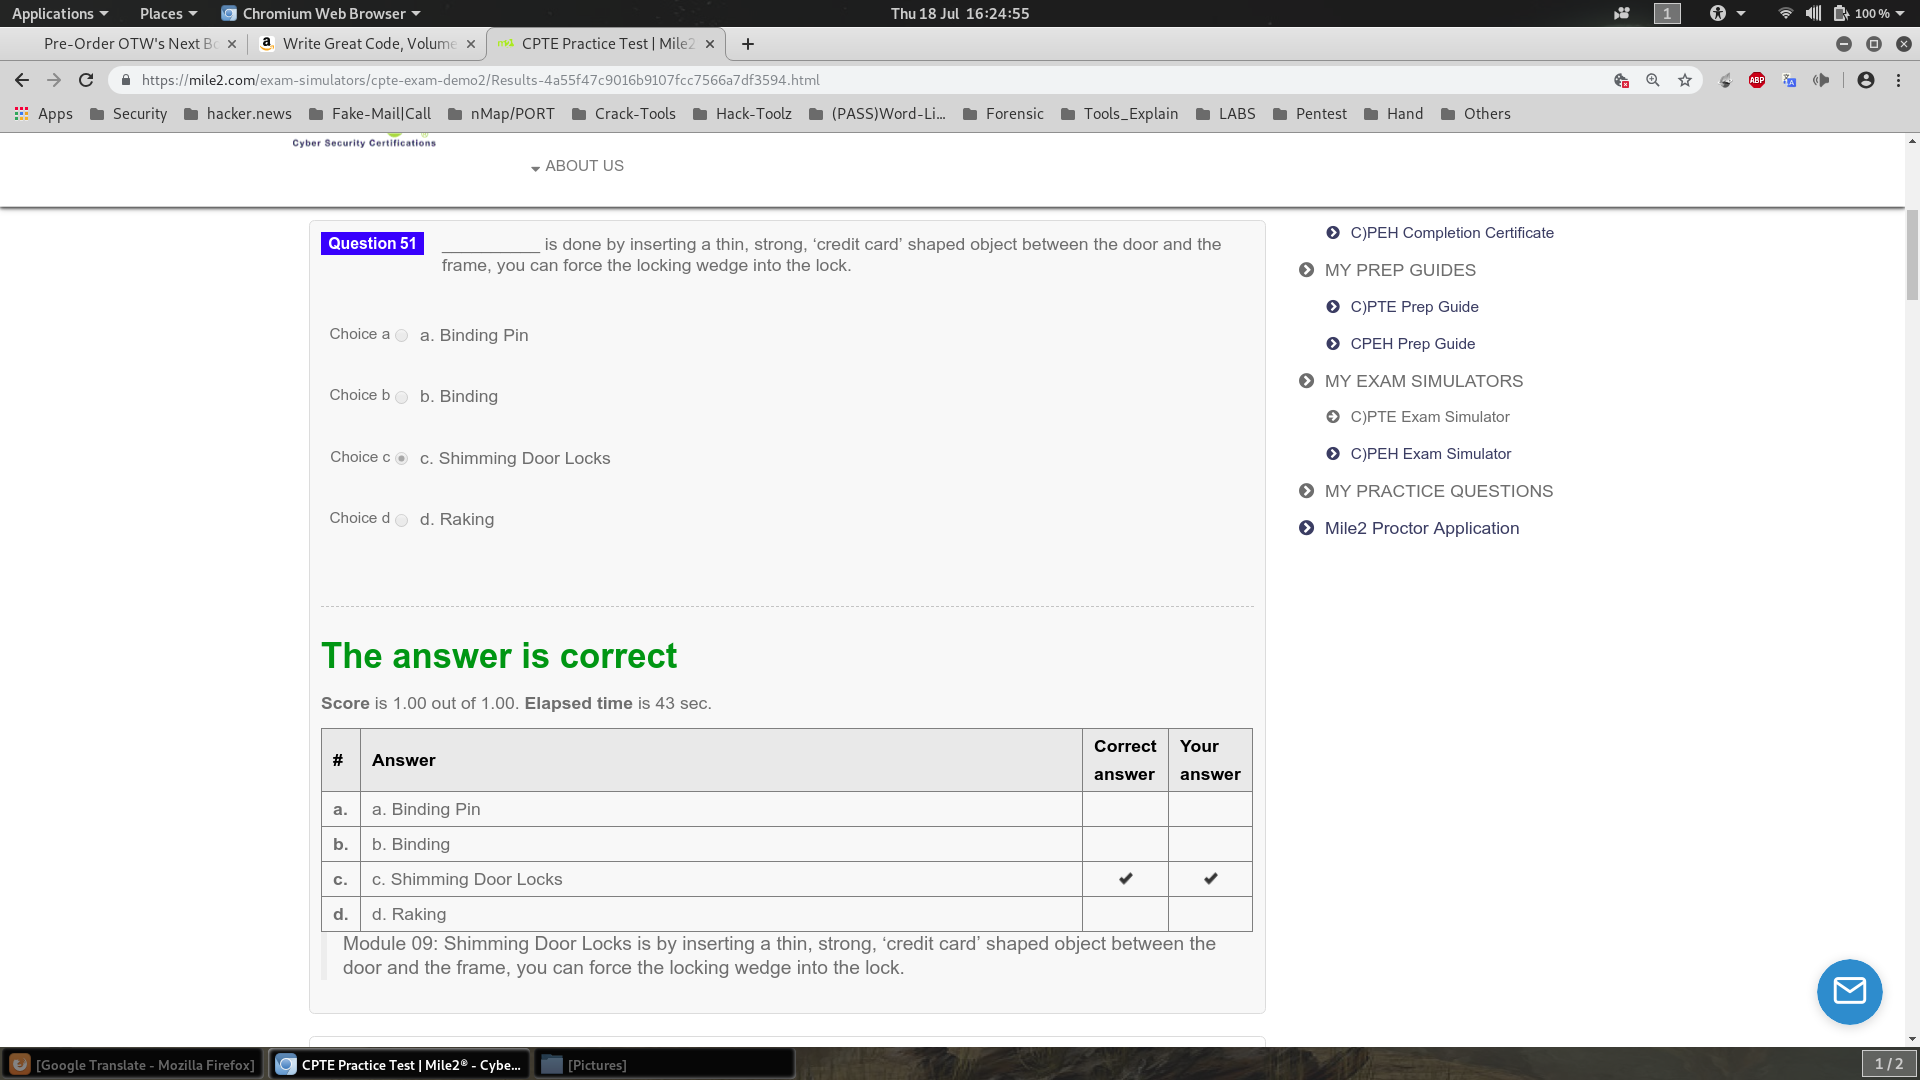 Applications Places Chromium Web Browser Thu 18 Jul 16:24:55 1 100 %
Pre-Order OTW's Next Bo Write Great Code, Volume CPTE Practice Test | Mile2
https://mile2.com/exam-simulators/cpte-exam-demo2/Results-4a55f47c9016b9107fcc7566a7df3594.html ABP
Apps Security hacker.news Fake-Mail|Call nMap/PORT Crack-Tools Hack-Toolz (PASS)Word-Li... Forensic Tools_Explain LABS Pentest Hand Others
Cyber Security Certifications
ABOUT US
Question 51 __________ is done by inserting a thin, strong, ‘credit card’ shaped object between the door and the
frame, you can force the locking wedge into the lock.
Choice a a. Binding Pin
Choice b b. Binding
Choice c c. Shimming Door Locks
Choice d d. Raking
The answer is correct
Score is 1.00 out of 1.00. Elapsed time is 43 sec.
# Answer Correct answer Your answer
a. a. Binding Pin
b. b. Binding
c. c. Shimming Door Locks ✔ ✔
d. d. Raking
Module 09: Shimming Door Locks is by inserting a thin, strong, ‘credit card’ shaped object between the
door and the frame, you can force the locking wedge into the lock.
C)PEH Completion Certificate
MY PREP GUIDES
C)PTE Prep Guide
CPEH Prep Guide
MY EXAM SIMULATORS
C)PTE Exam Simulator
C)PEH Exam Simulator
MY PRACTICE QUESTIONS
Mile2 Proctor Application
[Google Translate - Mozilla Firefox] CPTE Practice Test | Mile2® - Cybe... [Pictures] 1 / 2